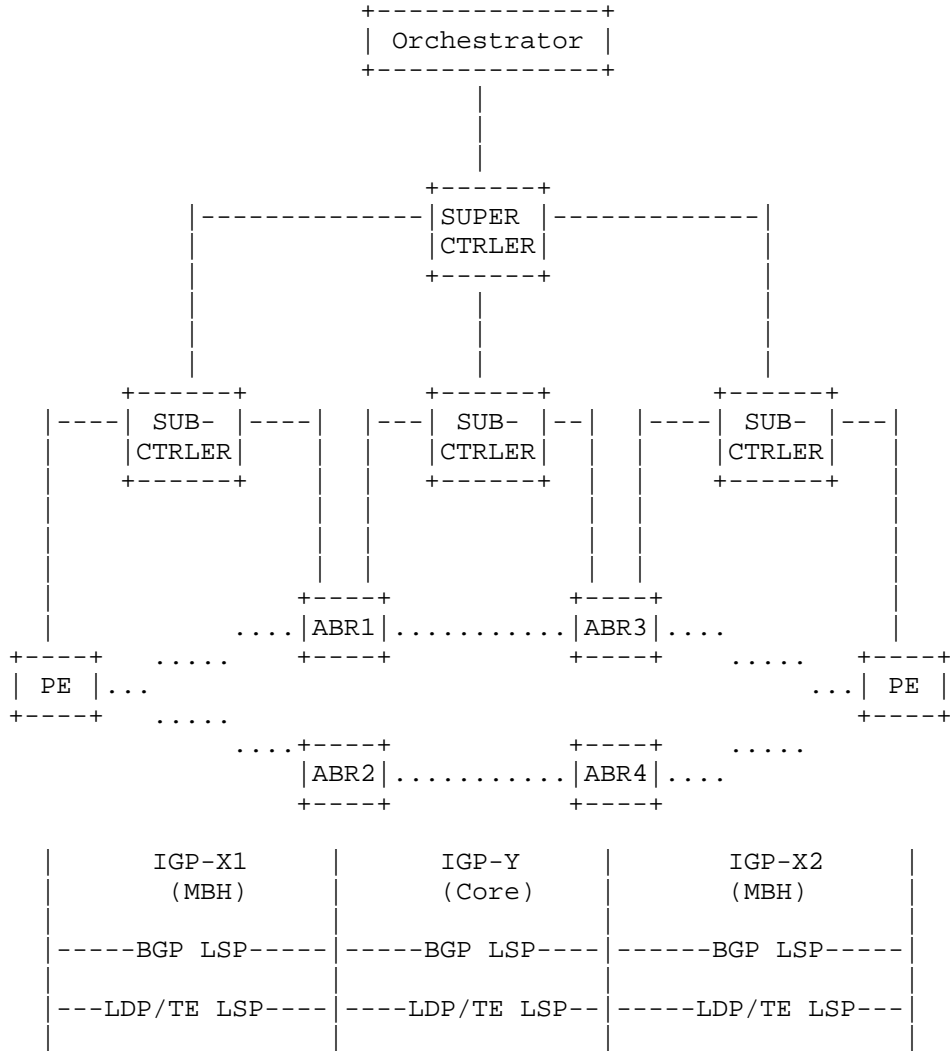 Orchestrator
SUPER
CTRLER
SUB- SUB- SUB-
CTRLER CTRLER CTRLER
ABR1 ABR3
PE PE
ABR2 ABR4
IGP-X1 IGP-Y IGP-X2
(MBH) (Core) (MBH)
BGP LSP BGP LSP BGP LSP
LDP/TE LSP LDP/TE LSP LDP/TE LSP